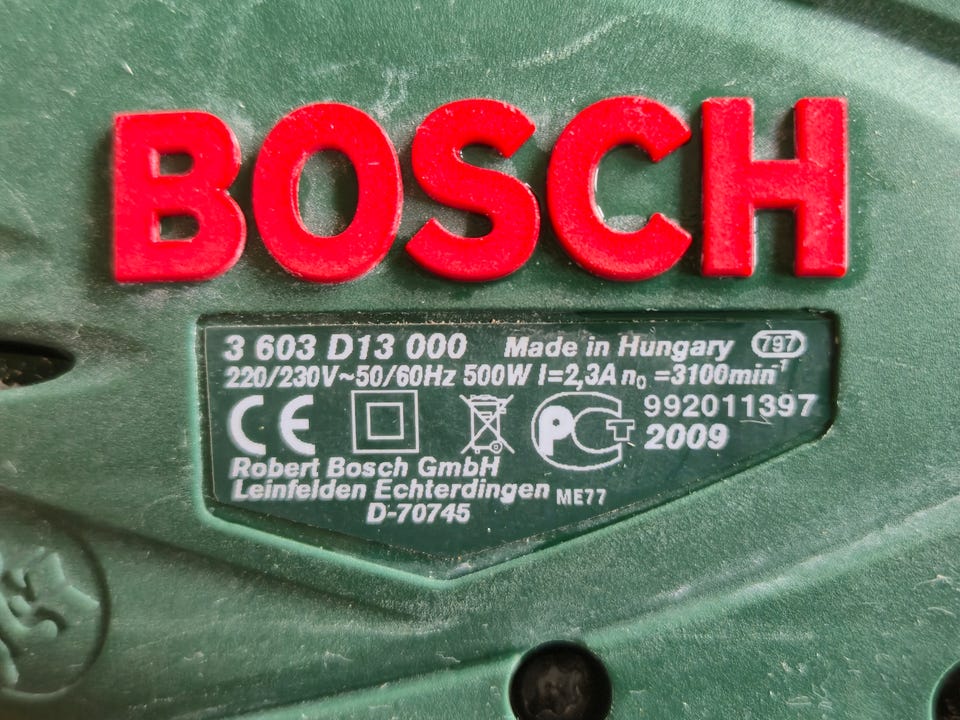 BOSCH
3 603 D13 000 Made in Hungary 797
220/230V~50/60Hz 500W I=2,3A n₀ =3100min⁻¹
CE PCT 992011397
2009
Robert Bosch GmbH
Leinfelden Echterdingen ME77
D-70745